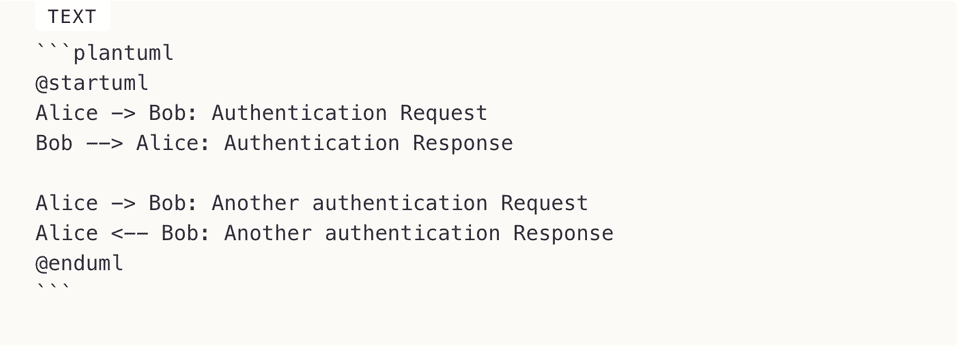 TEXT
```plantuml
@startuml
Alice -> Bob: Authentication Request
Bob --> Alice: Authentication Response

Alice -> Bob: Another authentication Request
Alice <-- Bob: Another authentication Response
@enduml
```